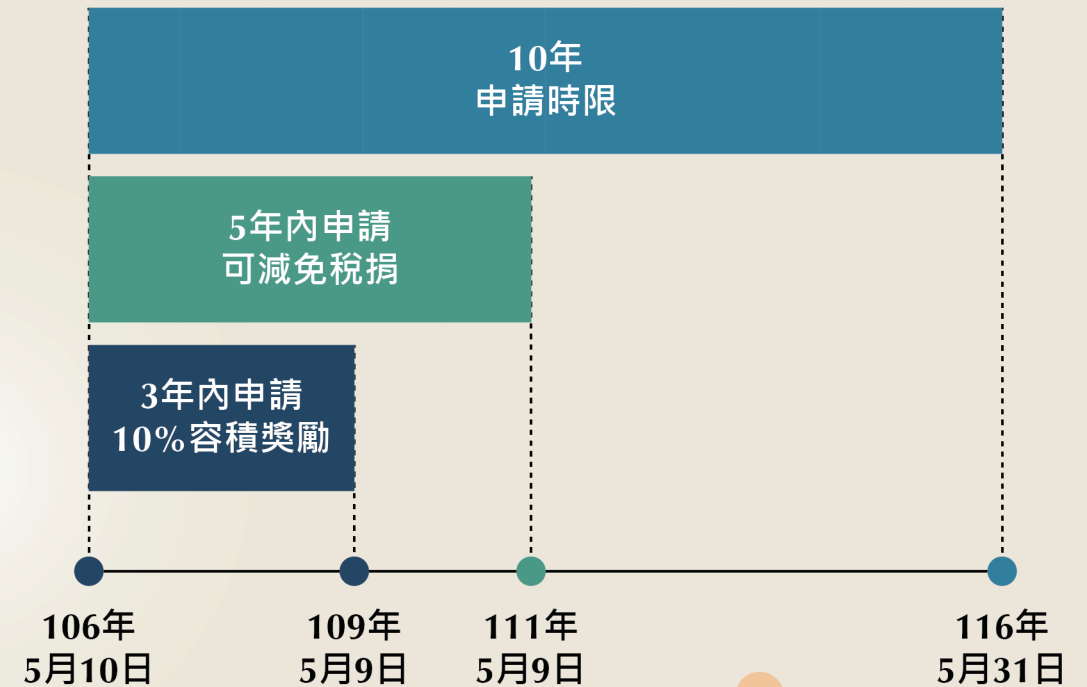 10年
申請時限
5年內申請
可減免稅捐
3年內申請
10%容積獎勵
106年
5月10日
109年
5月9日
111年
5月9日
116年
5月31日